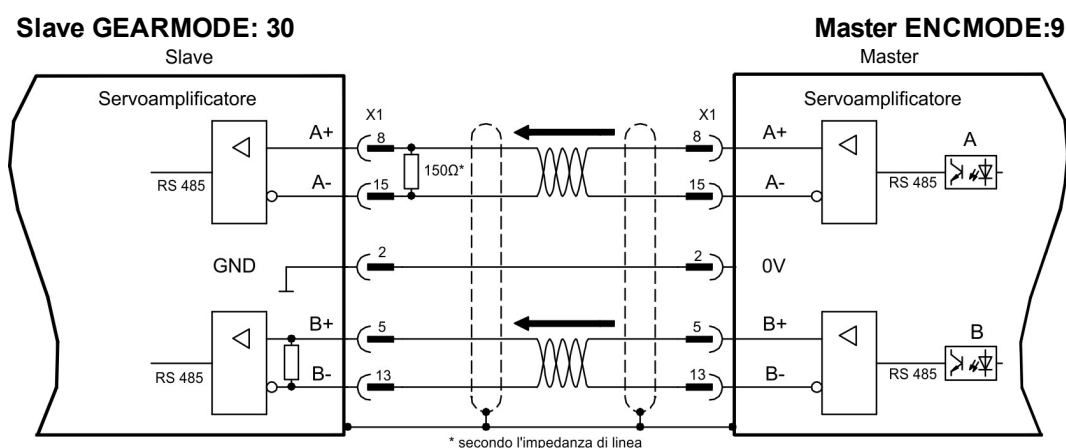 Slave GEARMODE: 30 Master ENCMODE:9
Slave Master
Servoamplificatore Servoamplificatore
X1 X1
A+ 8 8 A+ A
150Ω*
RS 485 RS 485
A- 15 15 A-
GND 2 2 0V
B+ 5 5 B+ B
RS 485 RS 485
B- 13 13 B-
* secondo l'impedanza di linea